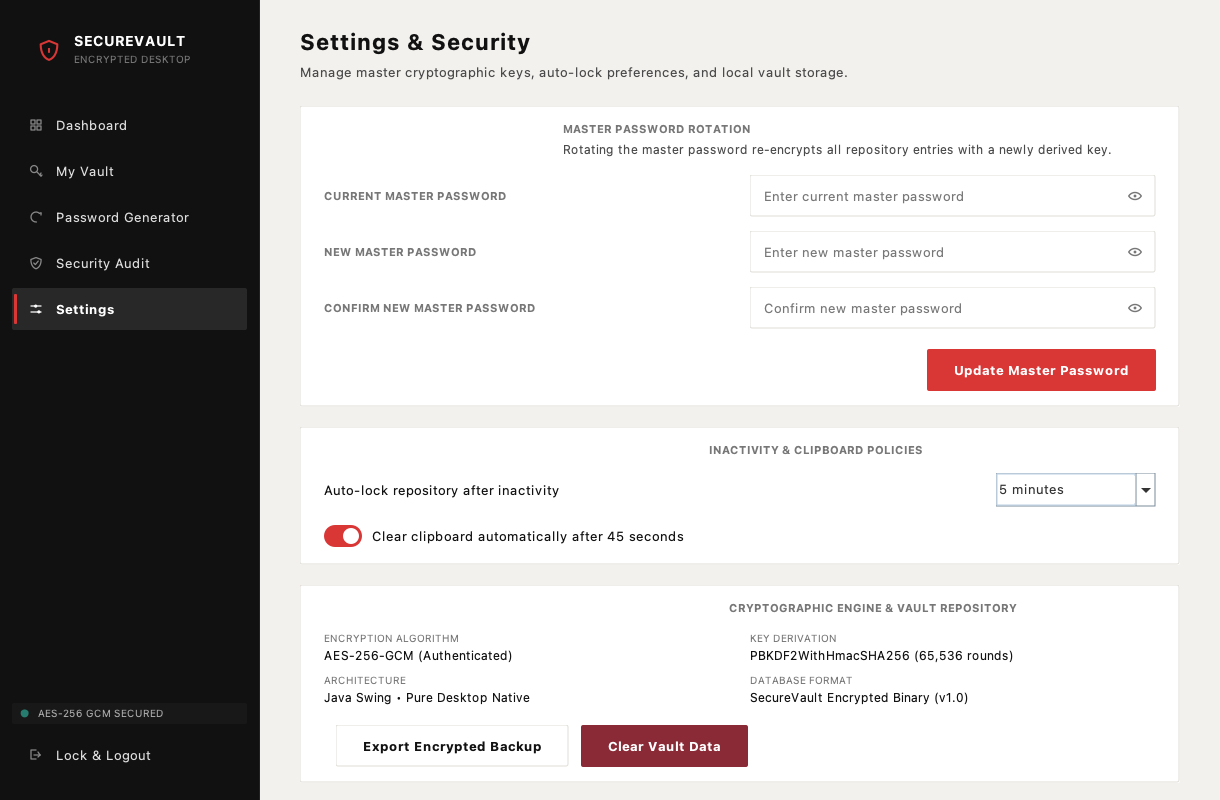 SECUREVAULT
ENCRYPTED DESKTOP
Dashboard
My Vault
Password Generator
Security Audit
Settings
AES-256 GCM SECURED
Lock & Logout
Settings & Security
Manage master cryptographic keys, auto-lock preferences, and local vault storage.
MASTER PASSWORD ROTATION
Rotating the master password re-encrypts all repository entries with a newly derived key.
CURRENT MASTER PASSWORD
Enter current master password
NEW MASTER PASSWORD
Enter new master password
CONFIRM NEW MASTER PASSWORD
Confirm new master password
Update Master Password
INACTIVITY & CLIPBOARD POLICIES
Auto-lock repository after inactivity
5 minutes
Clear clipboard automatically after 45 seconds
CRYPTOGRAPHIC ENGINE & VAULT REPOSITORY
ENCRYPTION ALGORITHM
AES-256-GCM (Authenticated)
KEY DERIVATION
PBKDF2WithHmacSHA256 (65,536 rounds)
ARCHITECTURE
Java Swing • Pure Desktop Native
DATABASE FORMAT
SecureVault Encrypted Binary (v1.0)
Export Encrypted Backup
Clear Vault Data